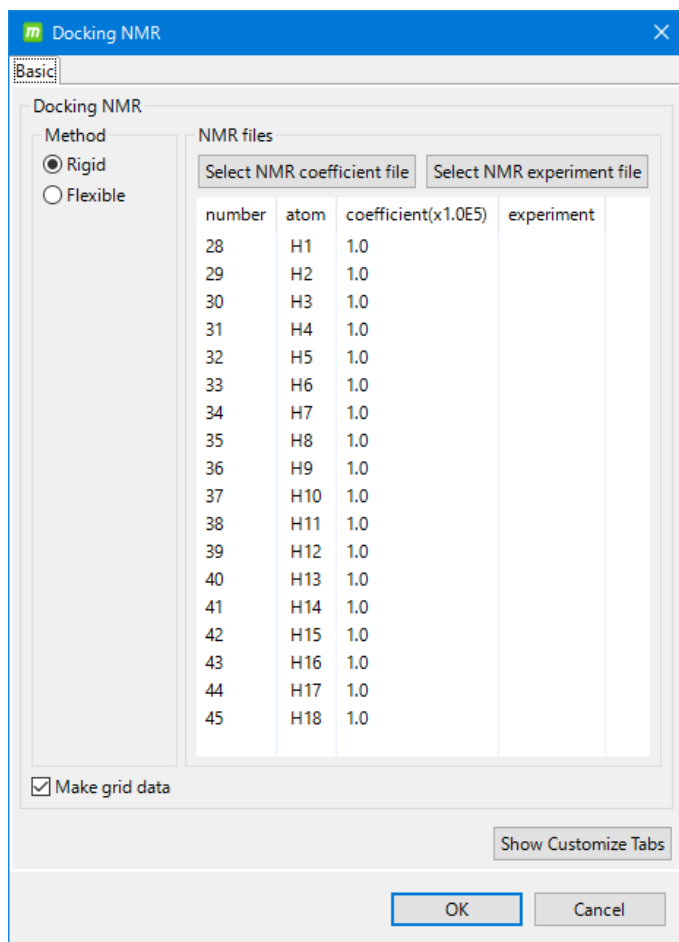 m Docking NMR
Basic
Docking NMR
Method
Rigid
Flexible
NMR files
Select NMR coefficient file Select NMR experiment file
number atom coefficient(x1.0E5) experiment
28 H1 1.0
29 H2 1.0
30 H3 1.0
31 H4 1.0
32 H5 1.0
33 H6 1.0
34 H7 1.0
35 H8 1.0
36 H9 1.0
37 H10 1.0
38 H11 1.0
39 H12 1.0
40 H13 1.0
41 H14 1.0
42 H15 1.0
43 H16 1.0
44 H17 1.0
45 H18 1.0
Make grid data
Show Customize Tabs
OK Cancel